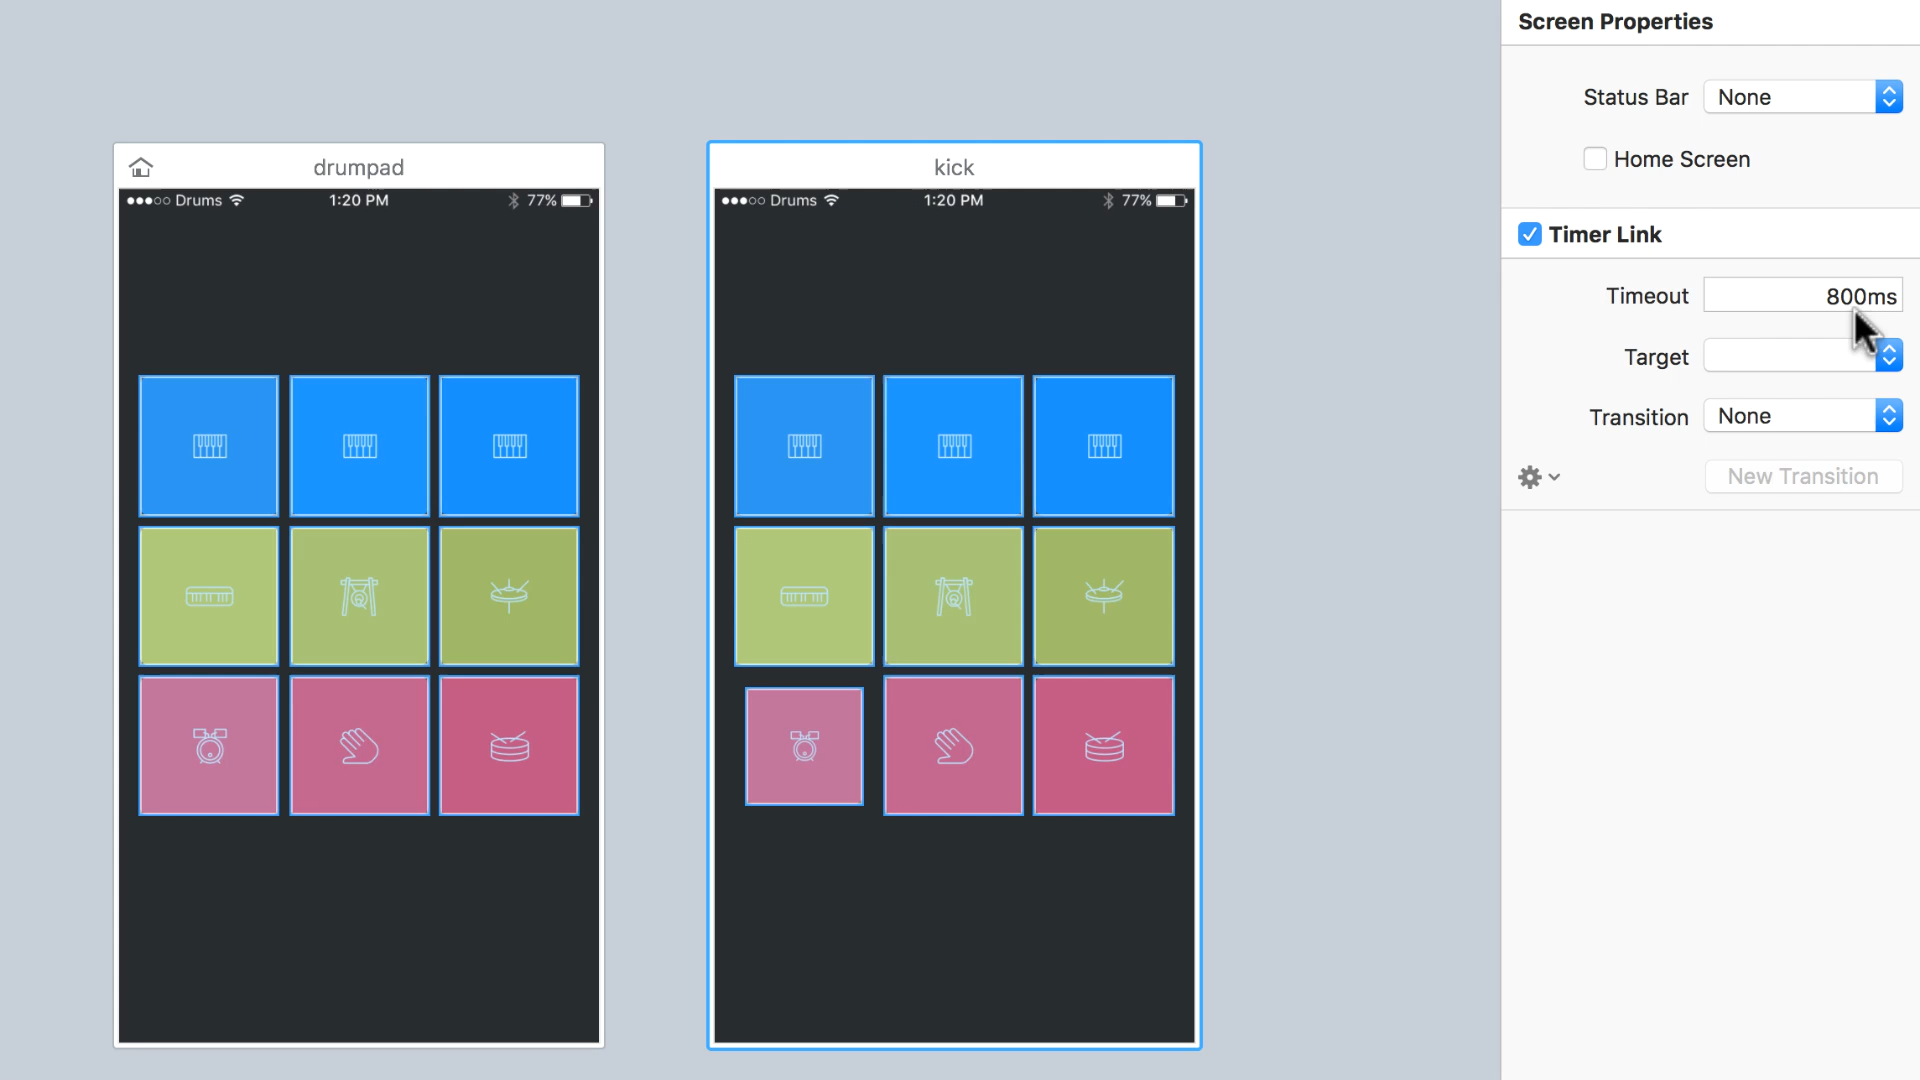 drumpad
Drums 1:20 PM 77%
kick
Drums 1:20 PM 77%
Screen Properties
Status Bar None
Home Screen
Timer Link
Timeout 800ms
Target
Transition None
New Transition